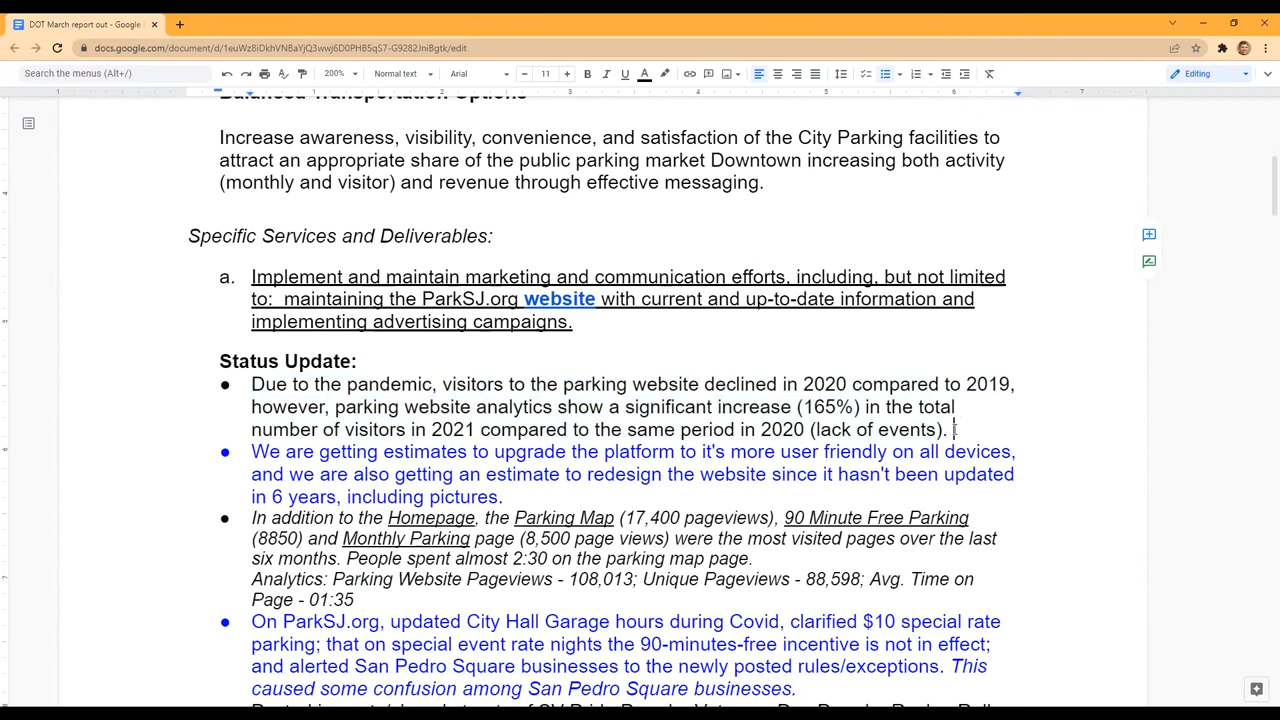 DOT March report out - Google
docs.google.com/document/d/1euWz8iDkhVNBaYjQ3wwj6D0PHB5qS7-G9282JniBgtk/edit
Search the menus (Alt+/)
200%
Normal text
Arial
11
Editing
1 1 2 3 4 5 6 7
Balanced Transportation Options
Increase awareness, visibility, convenience, and satisfaction of the City Parking facilities to
attract an appropriate share of the public parking market Downtown increasing both activity
(monthly and visitor) and revenue through effective messaging.
Specific Services and Deliverables:
a. Implement and maintain marketing and communication efforts, including, but not limited
to: maintaining the ParkSJ.org website with current and up-to-date information and
implementing advertising campaigns.
Status Update:
● Due to the pandemic, visitors to the parking website declined in 2020 compared to 2019,
however, parking website analytics show a significant increase (165%) in the total
number of visitors in 2021 compared to the same period in 2020 (lack of events).
● We are getting estimates to upgrade the platform to it's more user friendly on all devices,
and we are also getting an estimate to redesign the website since it hasn't been updated
in 6 years, including pictures.
● In addition to the Homepage, the Parking Map (17,400 pageviews), 90 Minute Free Parking
(8850) and Monthly Parking page (8,500 page views) were the most visited pages over the last
six months. People spent almost 2:30 on the parking map page.
Analytics: Parking Website Pageviews - 108,013; Unique Pageviews - 88,598; Avg. Time on
Page - 01:35
● On ParkSJ.org, updated City Hall Garage hours during Covid, clarified $10 special rate
parking; that on special event rate nights the 90-minutes-free incentive is not in effect;
and alerted San Pedro Square businesses to the newly posted rules/exceptions. This
caused some confusion among San Pedro Square businesses.